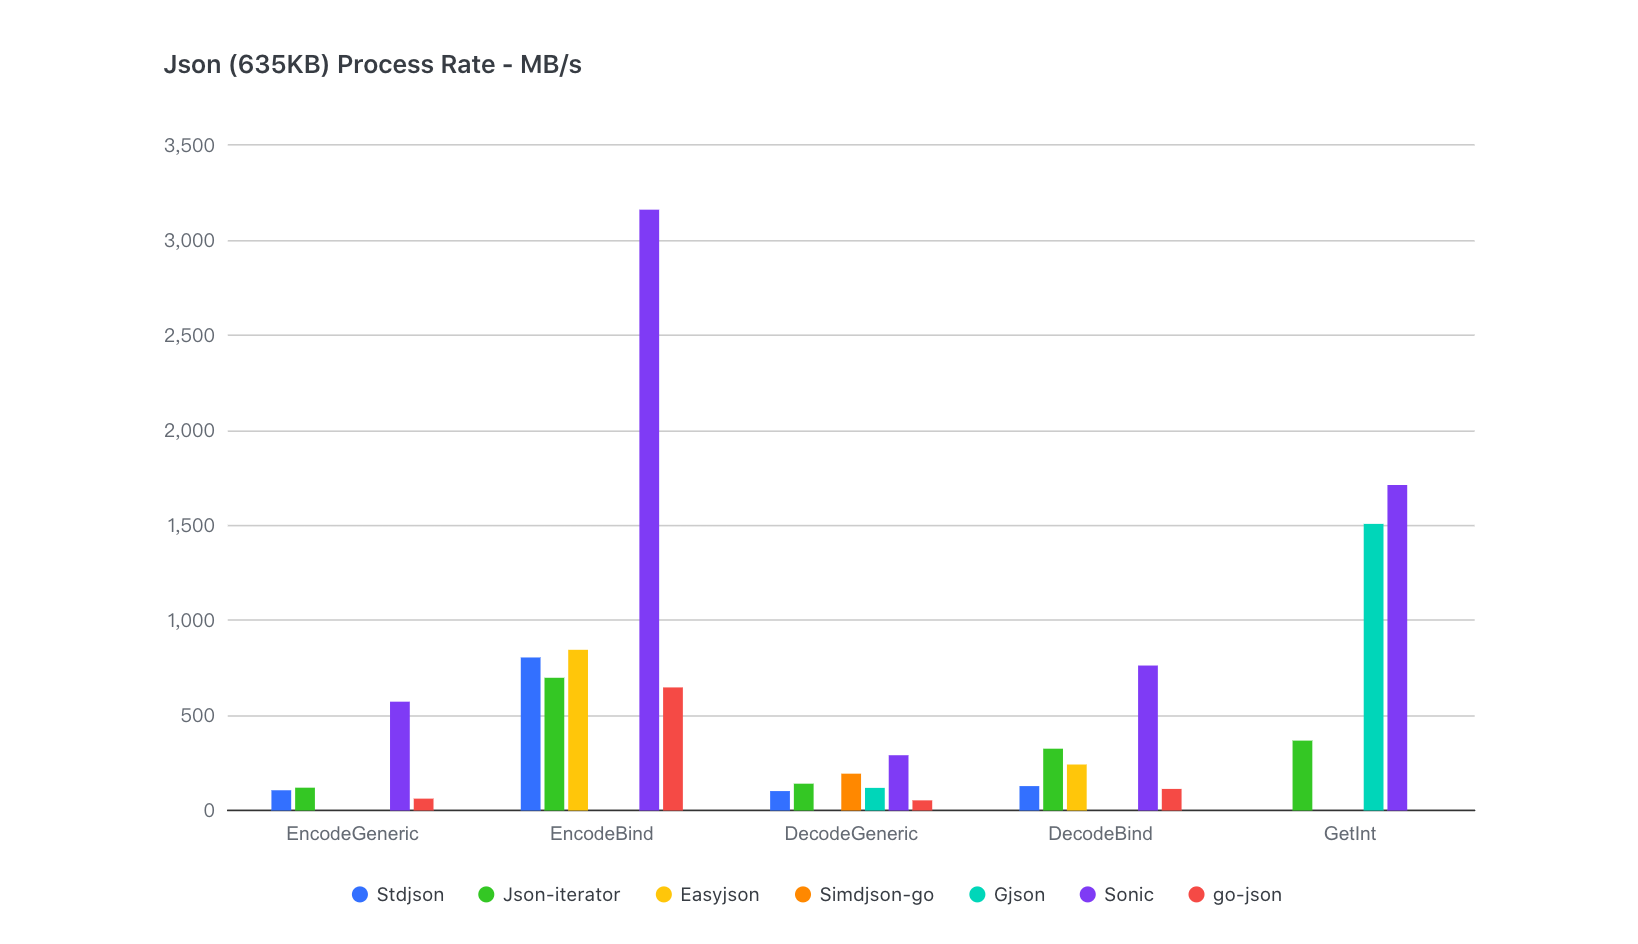 Json (635KB) Process Rate - MB/s
3,500
3,000
2,500
2,000
1,500
1,000
500
0
EncodeGeneric EncodeBind DecodeGeneric DecodeBind GetInt
Stdjson Json-iterator Easyjson Simdjson-go Gjson Sonic go-json